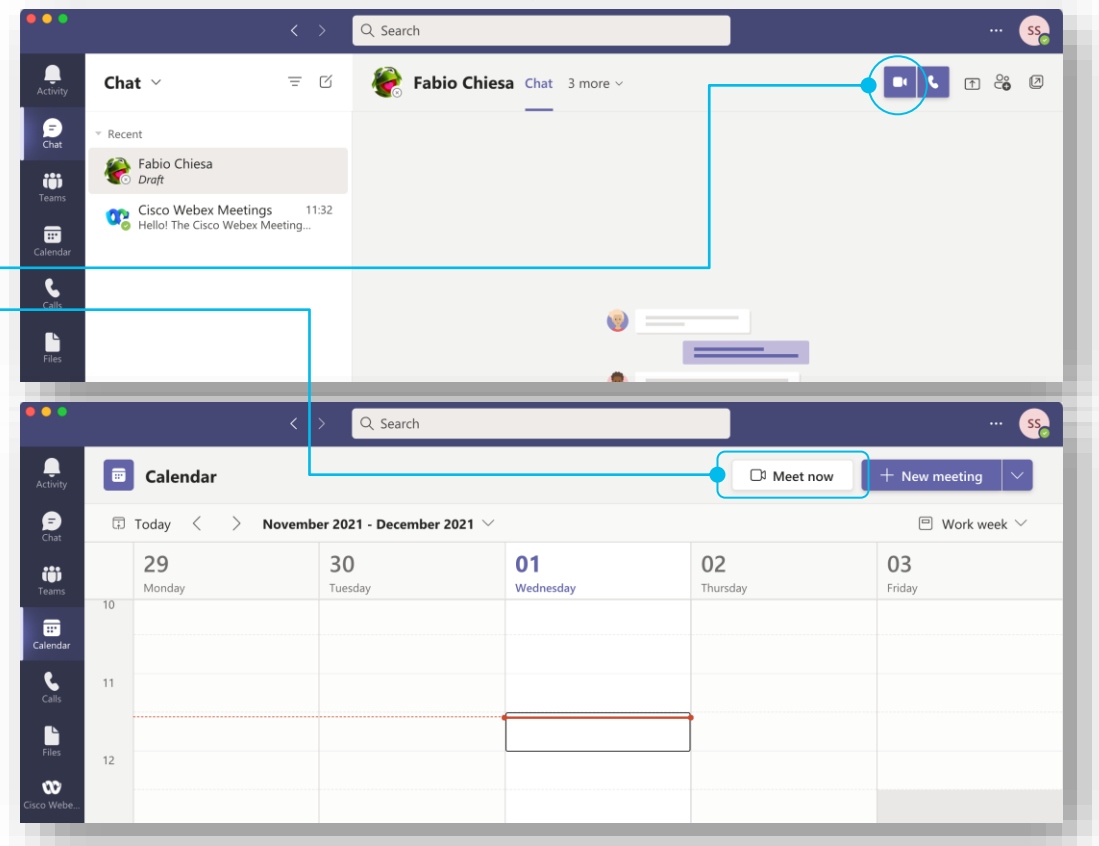 Search
SS
Activity
Chat
Fabio Chiesa Chat 3 more
Chat
Recent
Fabio Chiesa
Draft
Teams
Cisco Webex Meetings 11:32
Hello! The Cisco Webex Meeting...
Calendar
Calls
Files
Search
SS
Activity
Calendar
Meet now
+ New meeting
Chat
Today
November 2021 - December 2021
Work week
Teams
29
Monday
30
Tuesday
01
Wednesday
02
Thursday
03
Friday
10
Calendar
11
Calls
Files
12
Cisco Webe...